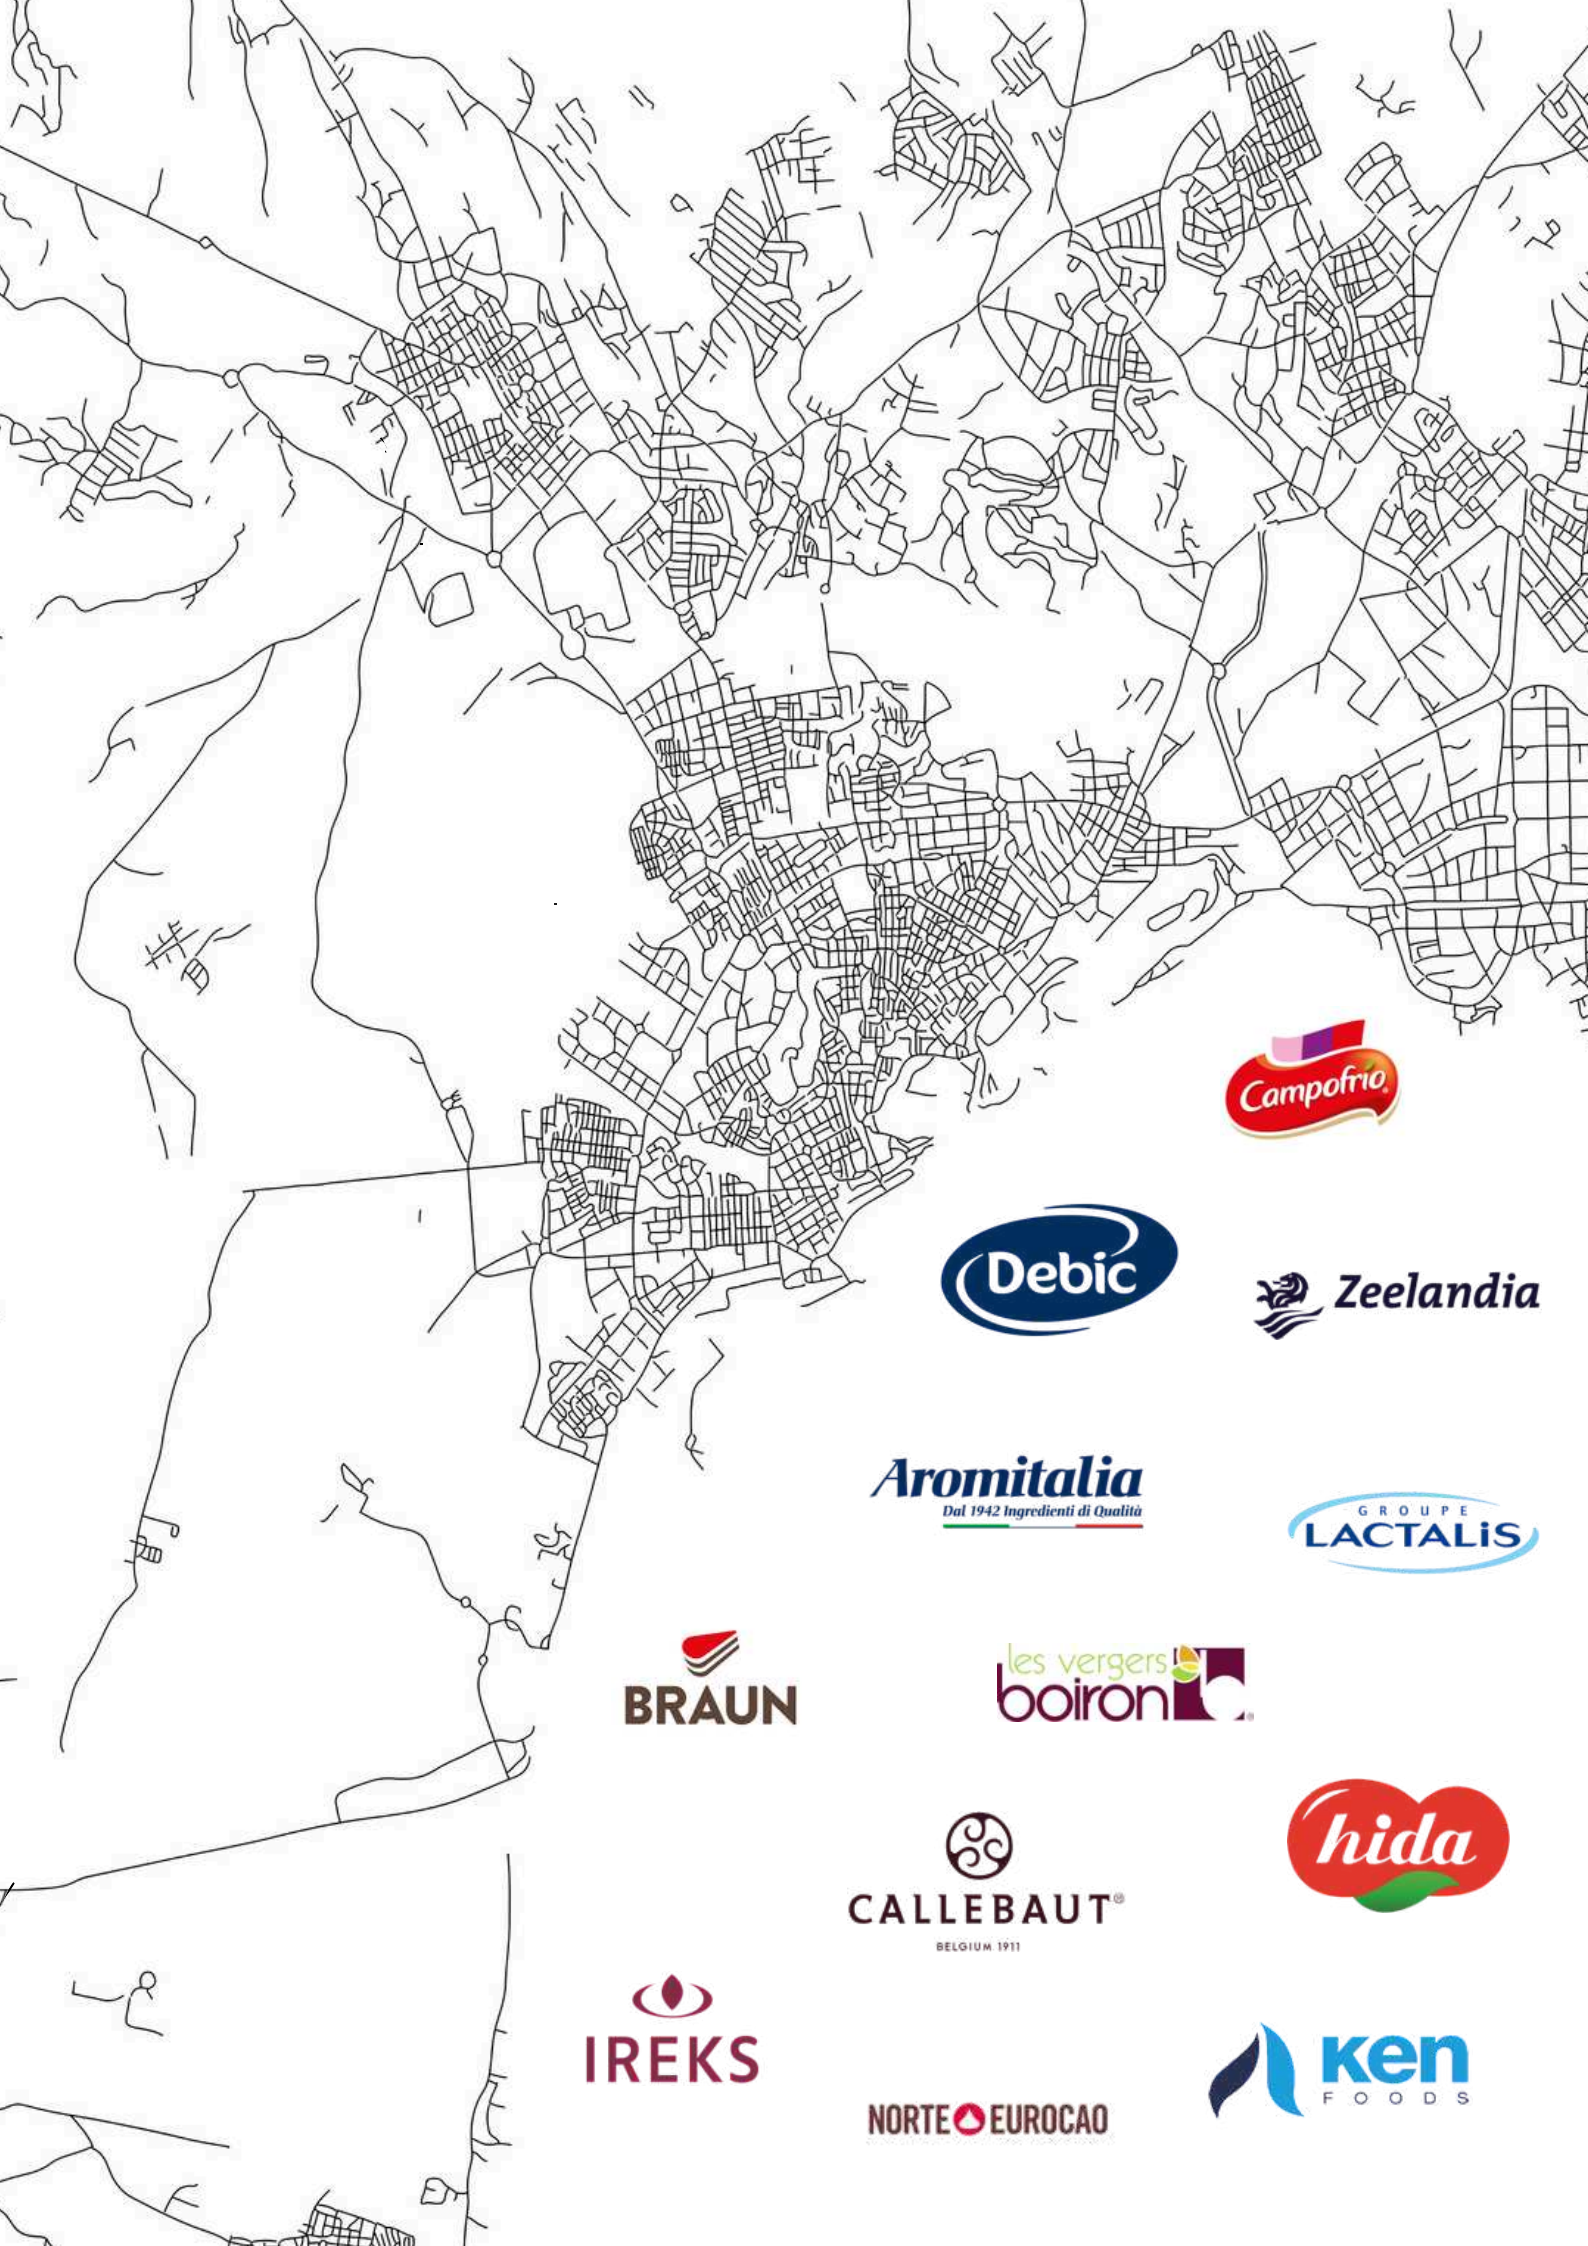 Campofrío
Debic
Zeelandia
Aromitalia
Dal 1942 Ingredienti di Qualità
GROUPE
LACTALiS
BRAUN
les vergers
boiron
hida
CALLEBAUT®
BELGIUM 1911
IREKS
Ken
FOODS
NORTE EUROCAO